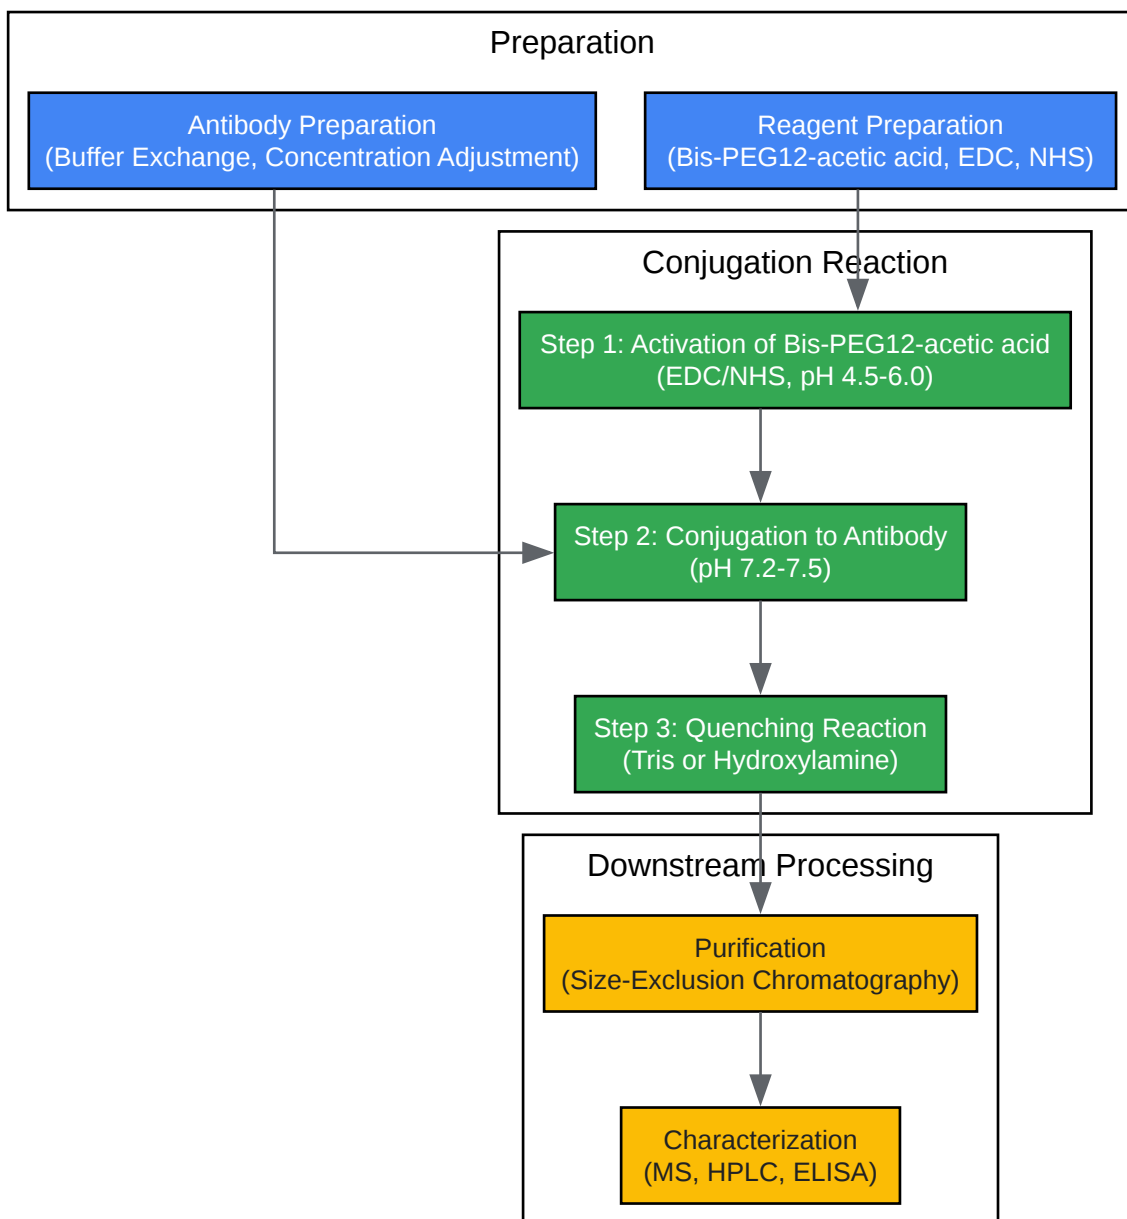 Preparation
Antibody Preparation
(Buffer Exchange, Concentration Adjustment)
Reagent Preparation
(Bis-PEG12-acetic acid, EDC, NHS)
Conjugation Reaction
Step 1: Activation of Bis-PEG12-acetic acid
(EDC/NHS, pH 4.5-6.0)
Step 2: Conjugation to Antibody
(pH 7.2-7.5)
Step 3: Quenching Reaction
(Tris or Hydroxylamine)
Downstream Processing
Purification
(Size-Exclusion Chromatography)
Characterization
(MS, HPLC, ELISA)